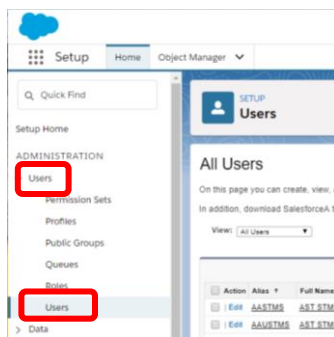 Setup
Home
Object Manager
Quick Find
Setup Home
ADMINISTRATION
Users
Permission Sets
Profiles
Public Groups
Queues
Roles
Users
Data
SETUP
Users
All Users
On this page you can create, view,
In addition, download SalesforceA
View: All Users
Action Alias Full Name
Edit AASTMS AST STM
Edit AAUSTMS AST STM